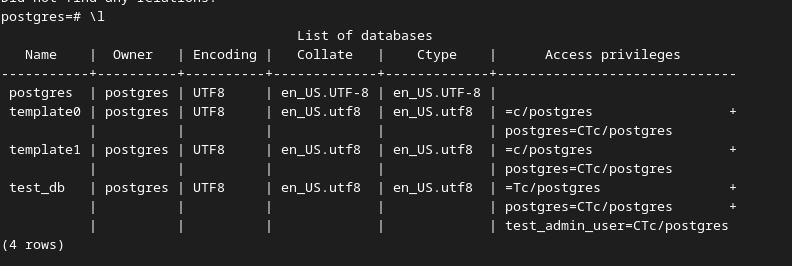 Did not find any relations.
postgres=# \l
                                     List of databases
   Name    |  Owner   | Encoding |   Collate   |    Ctype    |      Access privileges
-----------+----------+----------+-------------+-------------+------------------------------
 postgres  | postgres | UTF8     | en_US.UTF-8 | en_US.UTF-8 |
 template0 | postgres | UTF8     | en_US.utf8  | en_US.utf8  | =c/postgres                 +
           |          |          |             |             | postgres=CTc/postgres
 template1 | postgres | UTF8     | en_US.utf8  | en_US.utf8  | =c/postgres                 +
           |          |          |             |             | postgres=CTc/postgres
 test_db   | postgres | UTF8     | en_US.utf8  | en_US.utf8  | =Tc/postgres                +
           |          |          |             |             | postgres=CTc/postgres       +
           |          |          |             |             | test_admin_user=CTc/postgres
(4 rows)